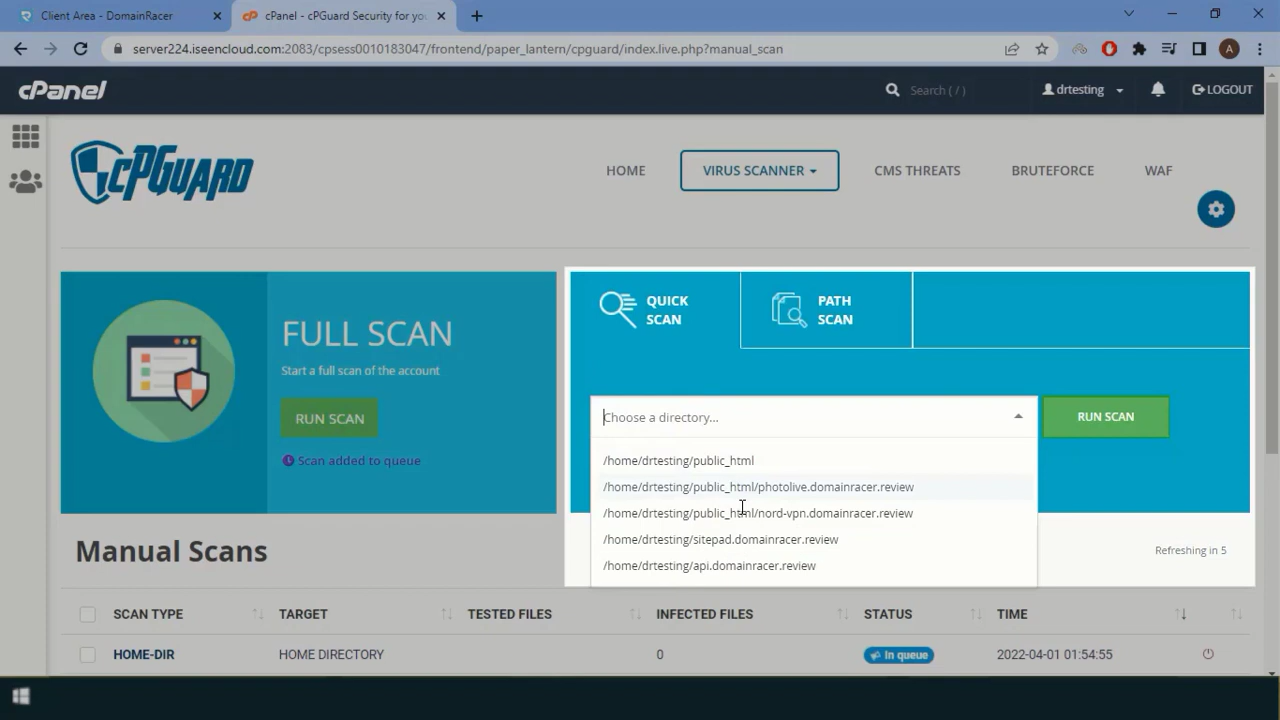 Client Area - DomainRacer
cPanel - cPGuard Security for you
server224.iseencloud.com:2083/cpsess0010183047/frontend/paper_lantern/cpguard/index.live.php?manual_scan
A
cPanel
Search ( / )
drtesting
LOGOUT
cPGuard
HOME
VIRUS SCANNER
CMS THREATS
BRUTEFORCE
WAF
FULL SCAN
Start a full scan of the account
RUN SCAN
Scan added to queue
QUICK SCAN
PATH SCAN
Choose a directory...
RUN SCAN
/home/drtesting/public_html
/home/drtesting/public_html/photolive.domainracer.review
/home/drtesting/public_html/nord-vpn.domainracer.review
/home/drtesting/sitepad.domainracer.review
/home/drtesting/api.domainracer.review
Manual Scans
Refreshing in 5
SCAN TYPE
TARGET
TESTED FILES
INFECTED FILES
STATUS
TIME
HOME-DIR
HOME DIRECTORY
0
In queue
2022-04-01 01:54:55